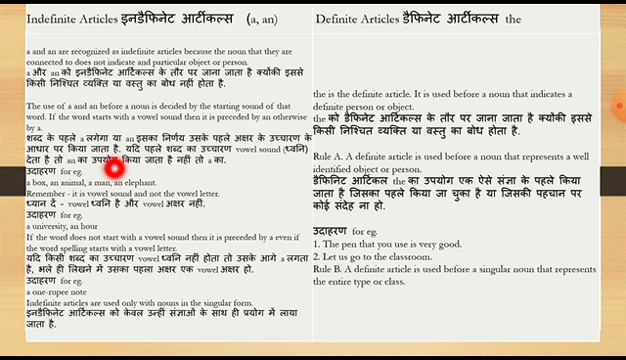 Indefinite Articles इनडैफिनेट आर्टीकल्स (a, an)
a and an are recognized as indefinite articles because the noun that they are
connected to does not indicate and particular object or person.
a और an को इनडैफिनेट आर्टिकल्स के तौर पर जाना जाता है क्योंकी इससे
किसी निश्चित व्यक्ति या वस्तु का बोध नहीं होता है.
The use of a and an before a noun is decided by the starting sound of that
word. If the word starts with a vowel sound then it is preceded by an otherwise
by a.
शब्द के पहले a लगेगा या an इसका निर्णय उसके पहले अक्षर के उच्चारण के
आधार पर किया जाता है. यदि पहले शब्द का उच्चारण vowel sound (ध्वनि)
देता है तो an का उपयोग किया जाता है नहीं तो a का.
उदाहरण for eg.
a box, an animal, a man, an elephant.
Remember - it is vowel sound and not the vowel letter.
ध्यान दे - vowel ध्वनि है और vowel अक्षर नहीं.
उदाहरण for eg.
a university, an hour
If the word does not start with a vowel sound then it is preceded by a even if
the word spelling starts with a vowel letter.
यदि किसी शब्द का उच्चारण vowel ध्वनि नहीं होता तो उसके आगे a लगता
है, भले ही लिखने में उसका पहला अक्षर एक vowel अक्षर हो.
उदाहरण for eg.
a one-rupee note
Indefinite articles are used only with nouns in the singular form.
इनडैफिनेट आर्टिकल्स को केवल उन्हीं संज्ञाओं के साथ ही प्रयोग में लाया
जाता है.
Definite Articles डैफिनेट आर्टीकल्स the
the is the definite article. It is used before a noun that indicates a
definite person or object.
the को डैफिनेट आर्टिकल्स के तौर पर जाना जाता है क्योंकी इससे
किसी निश्चित व्यक्ति या वस्तु का बोध होता है.
Rule A. A definite article is used before a noun that represents a well
identified object or person.
डैफिनेट आर्टिकल the का उपयोग एक ऐसे संज्ञा के पहले किया
जाता है जिसका पहले किया जा चुका है या जिसकी पहचान पर
कोई संदेह ना हो.
उदाहरण for eg.
1. The pen that you use is very good.
2. Let us go to the classroom.
Rule B. A definite article is used before a singular noun that represents
the entire type or class.